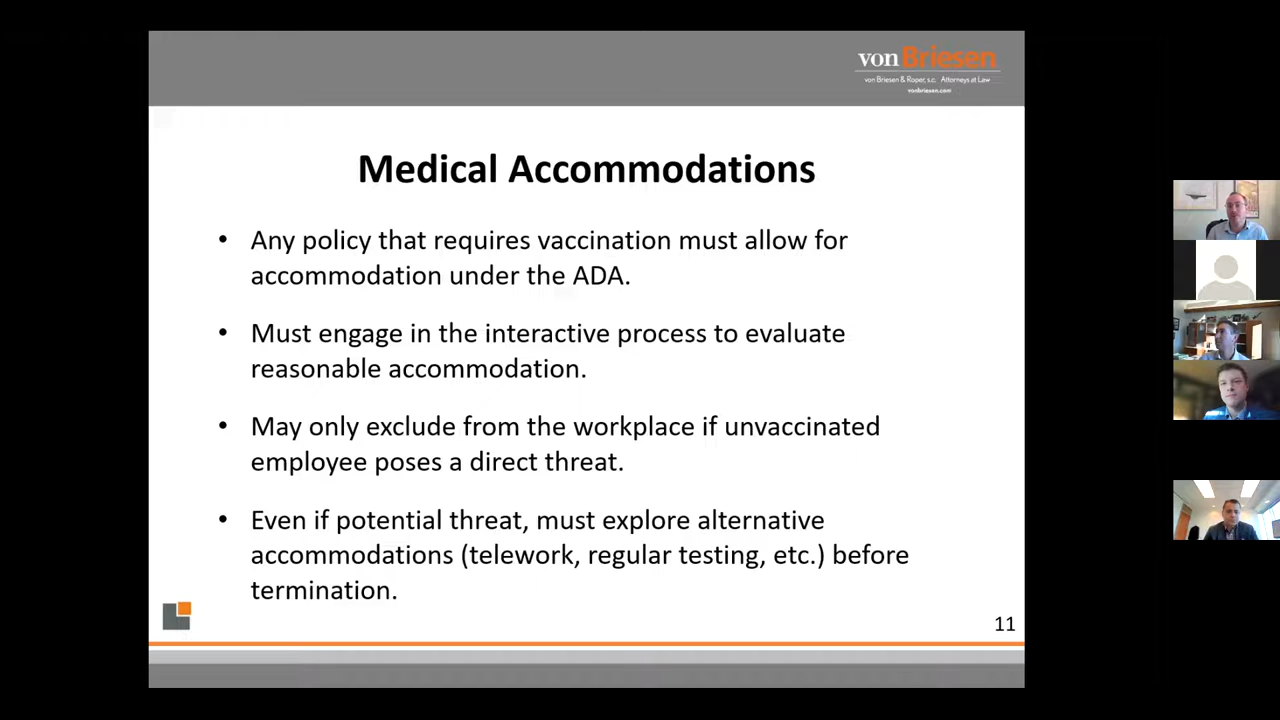 von Briesen
von Briesen & Roper, s.c. Attorneys at Law
vonbriesen.com
Medical Accommodations
• Any policy that requires vaccination must allow for
accommodation under the ADA.
• Must engage in the interactive process to evaluate
reasonable accommodation.
• May only exclude from the workplace if unvaccinated
employee poses a direct threat.
• Even if potential threat, must explore alternative
accommodations (telework, regular testing, etc.) before
termination.
11